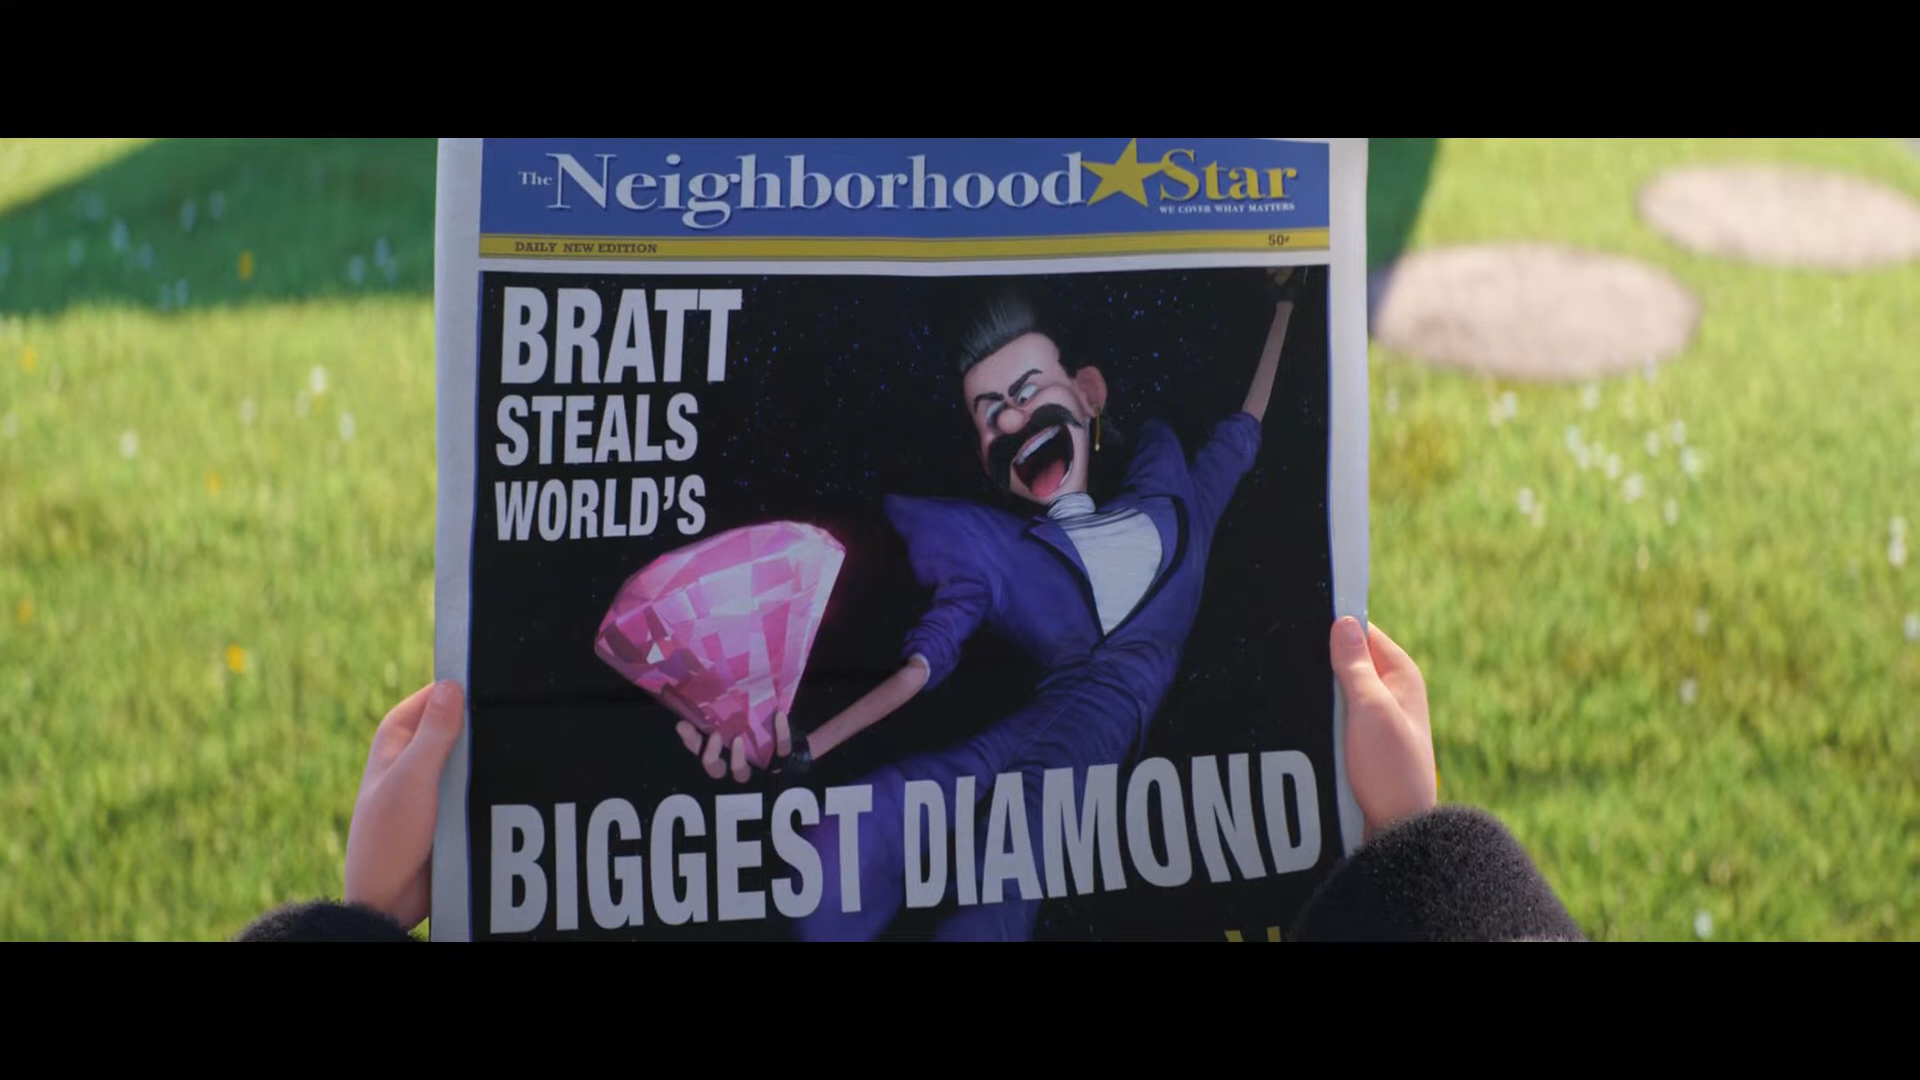 The Neighborhood Star
WE COVER WHAT MATTERS
DAILY NEW EDITION 50¢
BRATT
STEALS
WORLD'S
BIGGEST DIAMOND